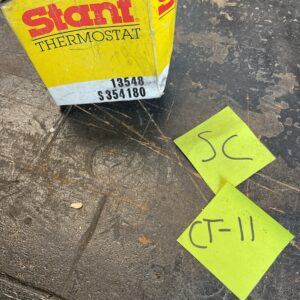 Stant
THERMOSTAT
13548
S354180
SC
CT-11